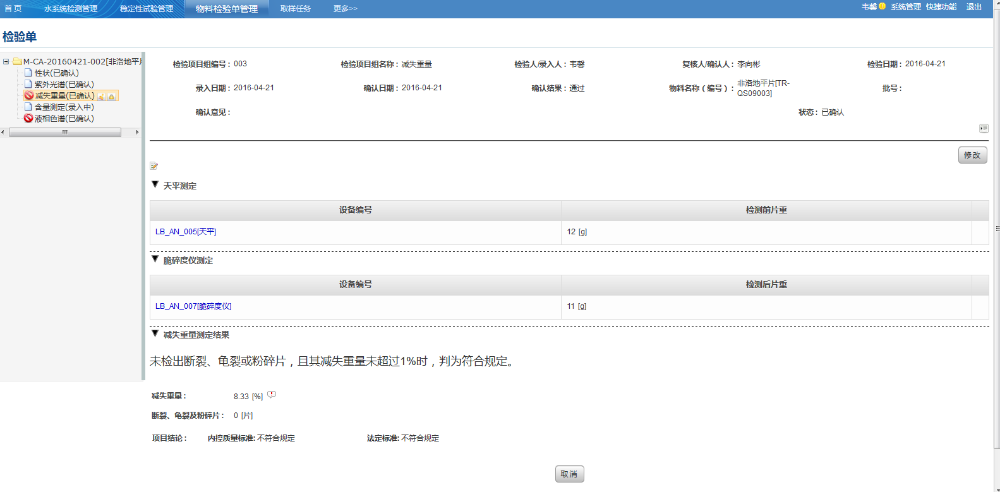 首 页 水系统检测管理 稳定性试验管理 物料检验单管理 取样任务 更多>> 韦馨 系统管理 快捷功能 退出
检验单
M-CA-20160421-002[非洛地平片
性状(已确认)
紫外光谱(已确认)
减失重量(已确认)
含量测定(录入中)
液相色谱(已确认)
检验项目组编号： 003 检验项目组名称： 减失重量 检验人/录入人： 韦馨 复核人/确认人： 李向彬 检验日期： 2016-04-21
录入日期： 2016-04-21 确认日期： 2016-04-21 确认结果： 通过 物料名称（编号）： 非洛地平片[TR-
QS09003] 批号：
确认意见： 状态： 已确认
修改
天平测定
设备编号 检测前片重
LB_AN_005[天平] 12 [g]
脆碎度仪测定
设备编号 检测后片重
LB_AN_007[脆碎度仪] 11 [g]
减失重量测定结果
未检出断裂、龟裂或粉碎片，且其减失重量未超过1%时，判为符合规定。
减失重量： 8.33 [%]
断裂、龟裂及粉碎片： 0 [片]
项目结论： 内控质量标准: 不符合规定 法定标准: 不符合规定
取消